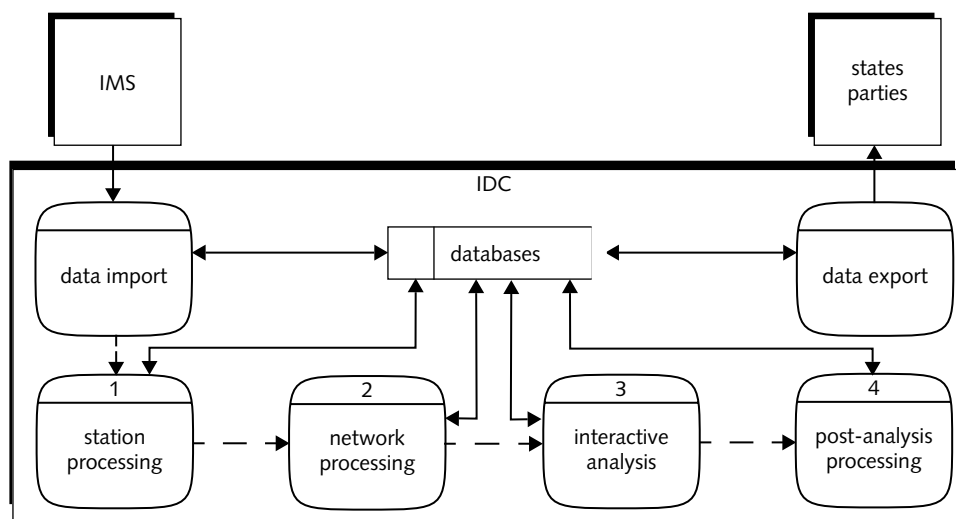 IMS
states
parties
IDC
data import
databases
data export
1
station
processing
2
network
processing
3
interactive
analysis
4
post-analysis
processing